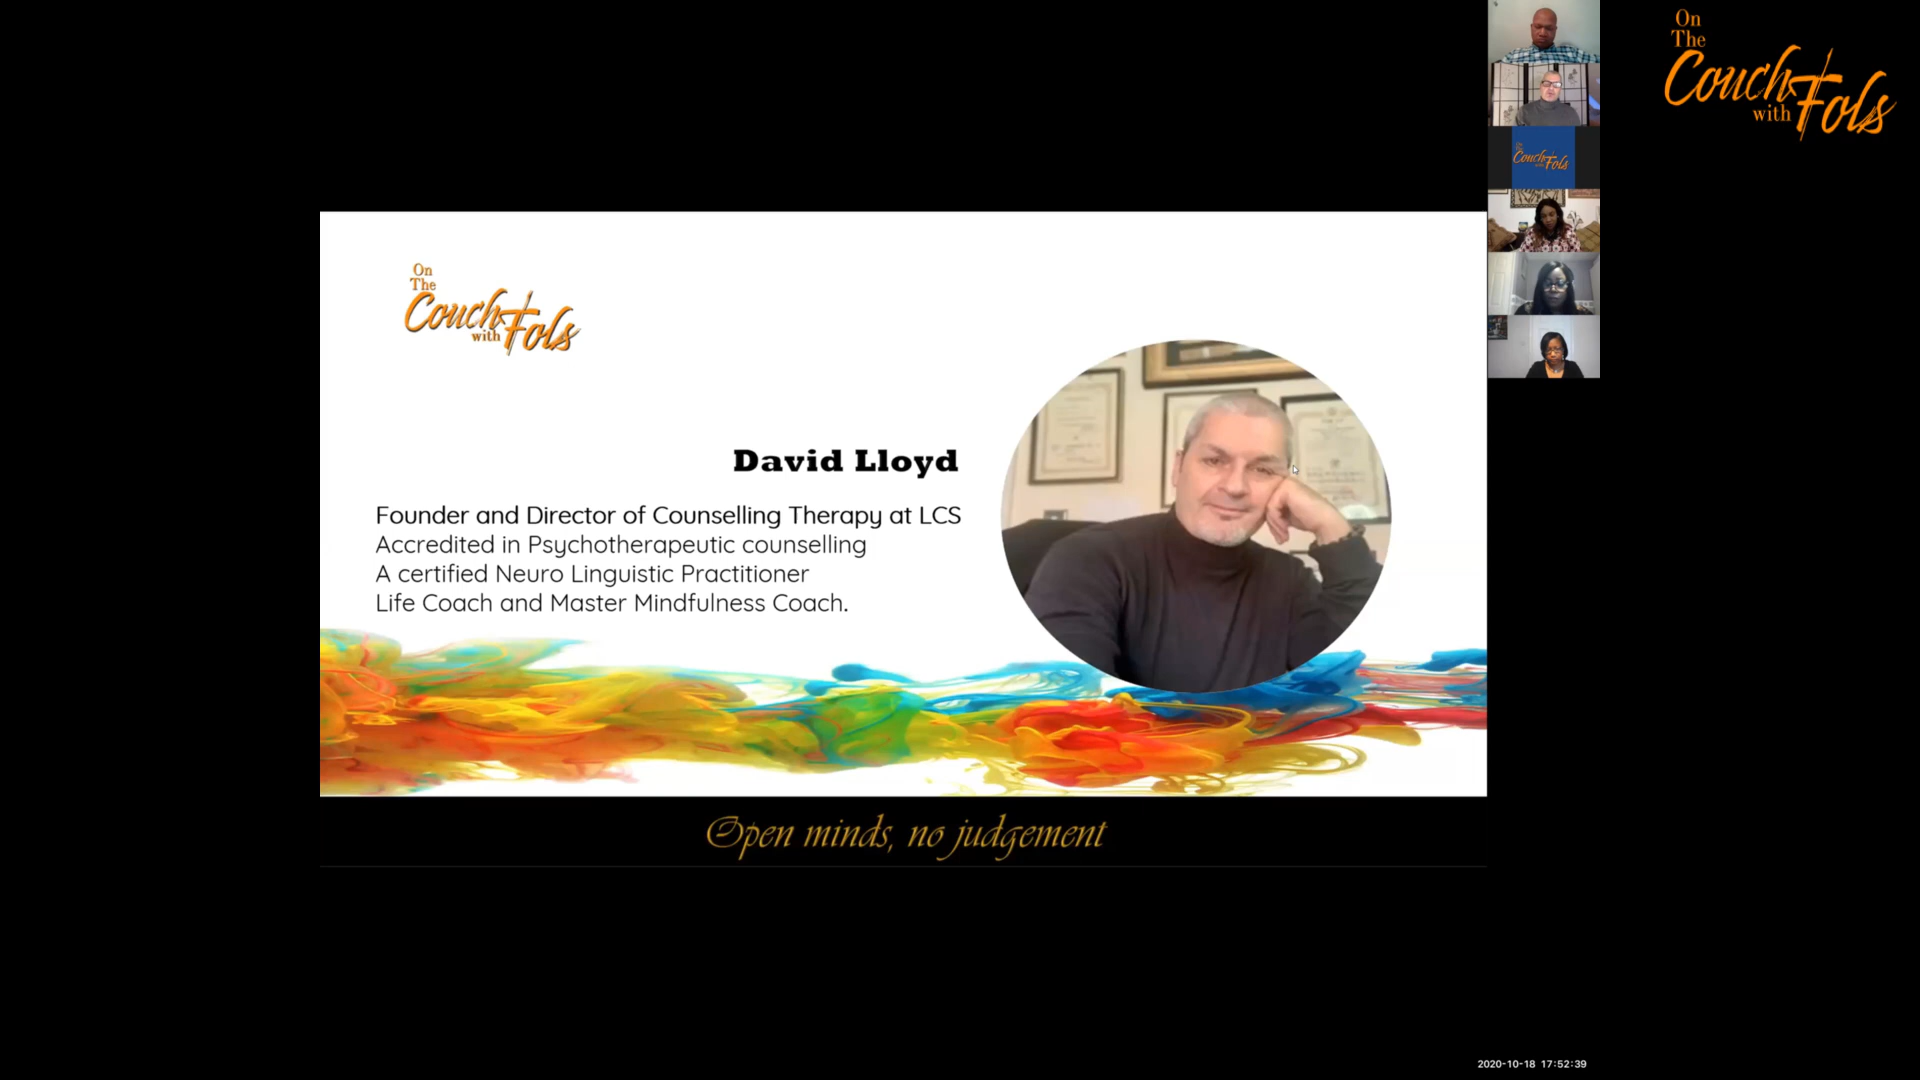 On
The
Couch
with Fols
On
The
Couch
with Fols
Couch Fols
David Lloyd
Founder and Director of Counselling Therapy at LCS
Accredited in Psychotherapeutic counselling
A certified Neuro Linguistic Practitioner
Life Coach and Master Mindfulness Coach.
Open minds, no judgement
2020-10-18 17:52:39